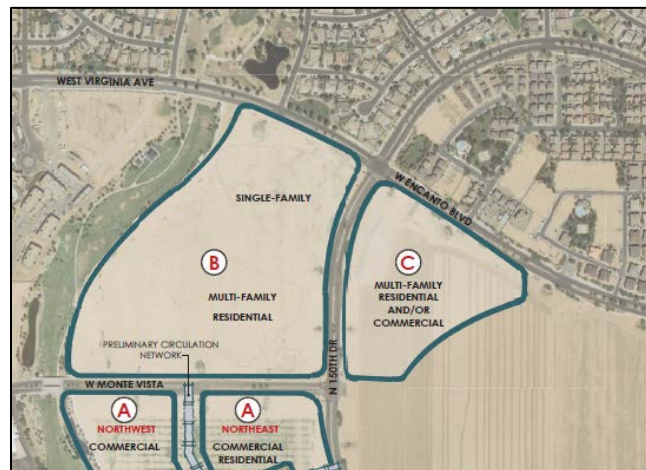 WEST VIRGINIA AVE
W ENCANTO BLVD
SINGLE-FAMILY
B
C
MULTI-FAMILY
RESIDENTIAL
MULTI-FAMILY
RESIDENTIAL
AND/OR
COMMERCIAL
PRELIMINARY CIRCULATION
NETWORK
N 150TH DR
W MONTE VISTA
A
NORTHWEST
COMMERCIAL
A
NORTHEAST
COMMERCIAL
RESIDENTIAL